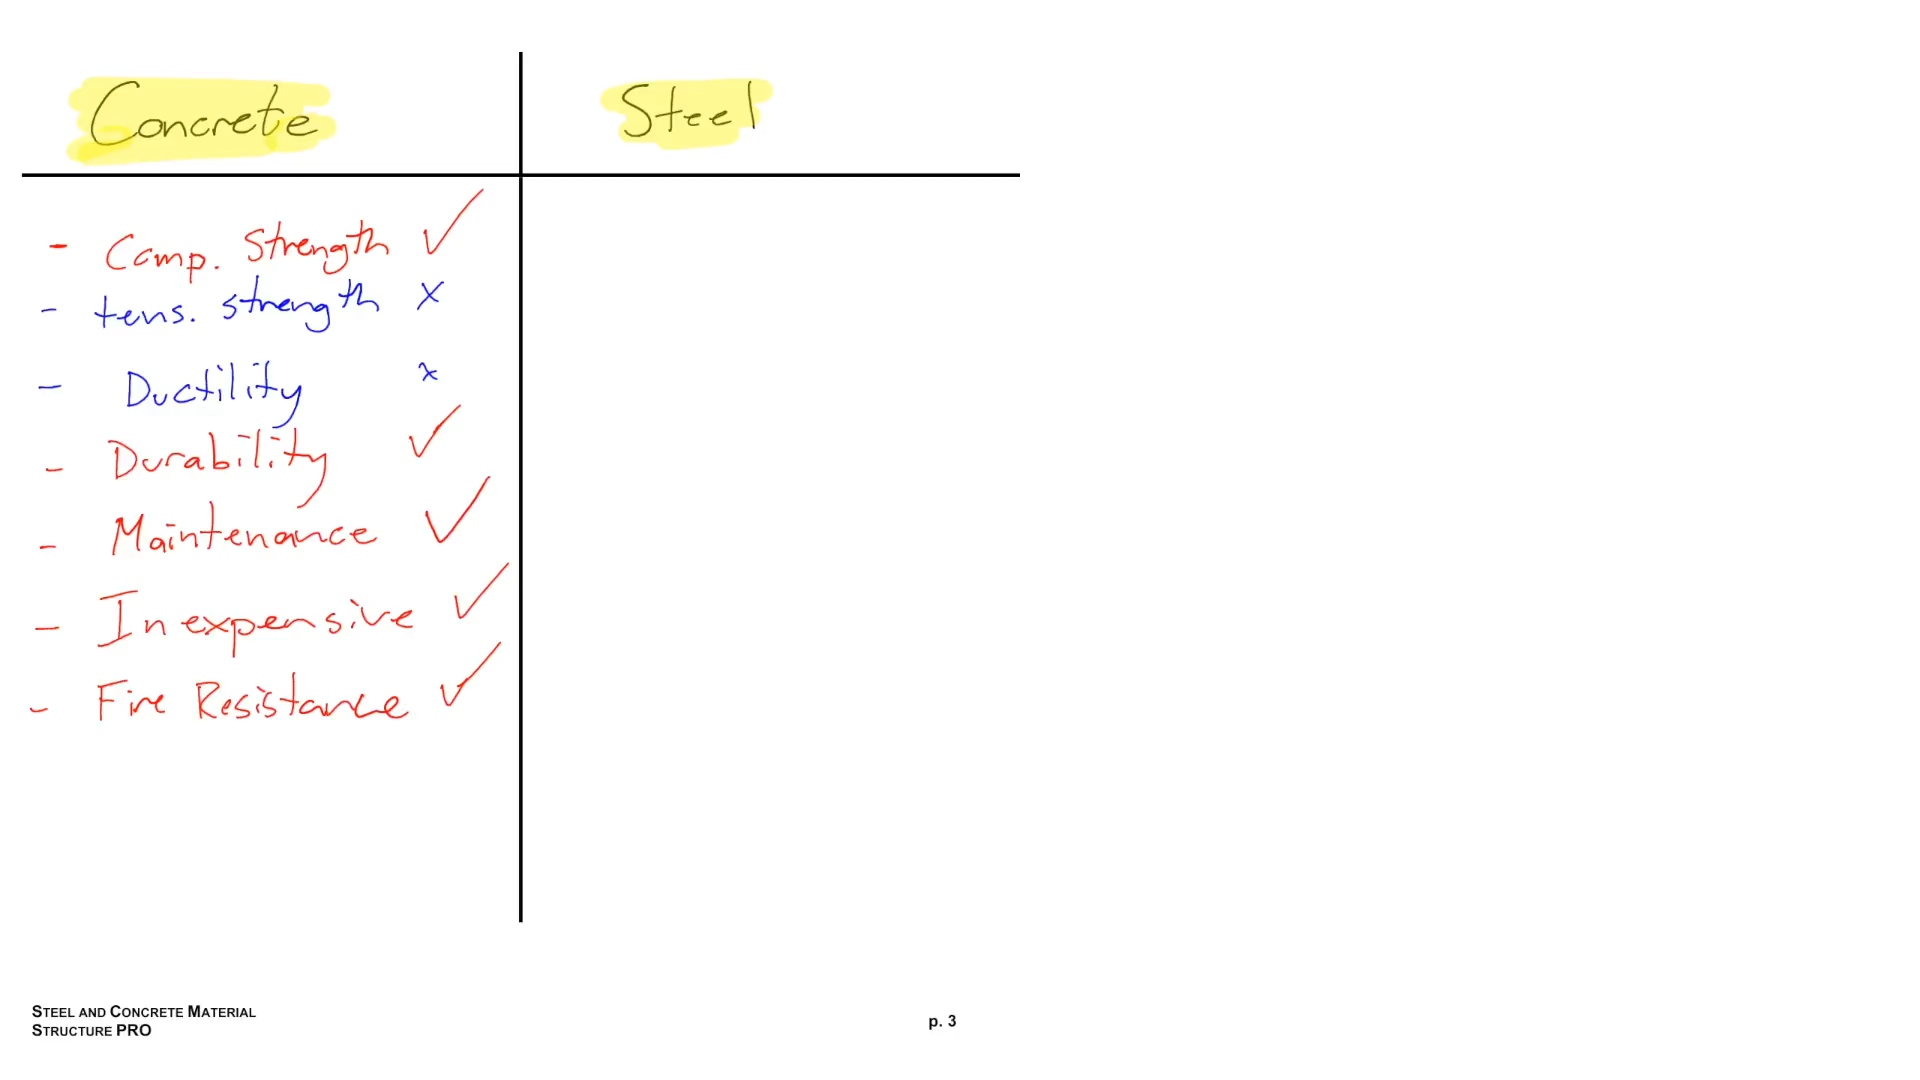 Concrete
Steel
- Comp. Strength ✓
- tens. strength x
- Ductility x
- Durability ✓
- Maintenance ✓
- Inexpensive ✓
- Fire Resistance ✓
STEEL AND CONCRETE MATERIAL
STRUCTURE PRO
p. 3